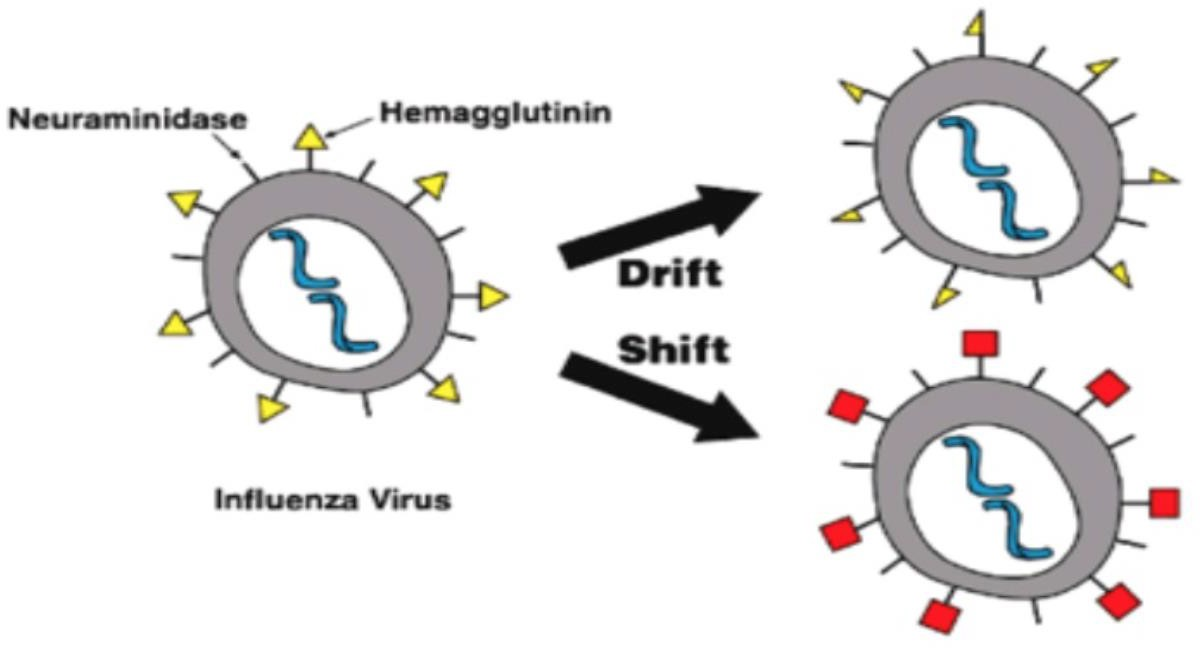 Neuraminidase
Hemagglutinin
Drift
Shift
Influenza Virus